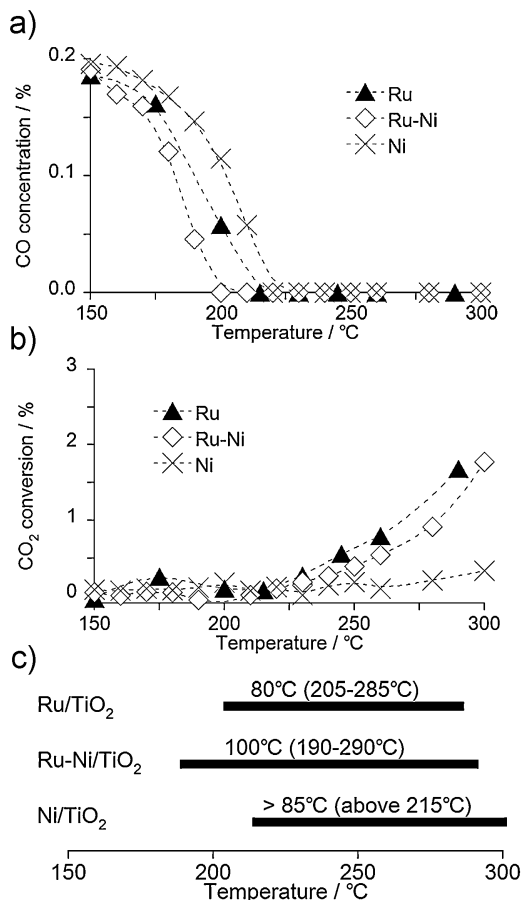 a)
0.2
0.1
0.0
CO concentration / %
Ru
Ru-Ni
Ni
150
200
250
300
Temperature / ℃
b)
3
2
1
0
CO₂ conversion / %
Ru
Ru-Ni
Ni
150
200
250
300
Temperature / ℃
c)
Ru/TiO₂
80℃ (205-285℃)
Ru-Ni/TiO₂
100℃ (190-290℃)
Ni/TiO₂
> 85℃ (above 215℃)
150
200
250
300
Temperature / ℃